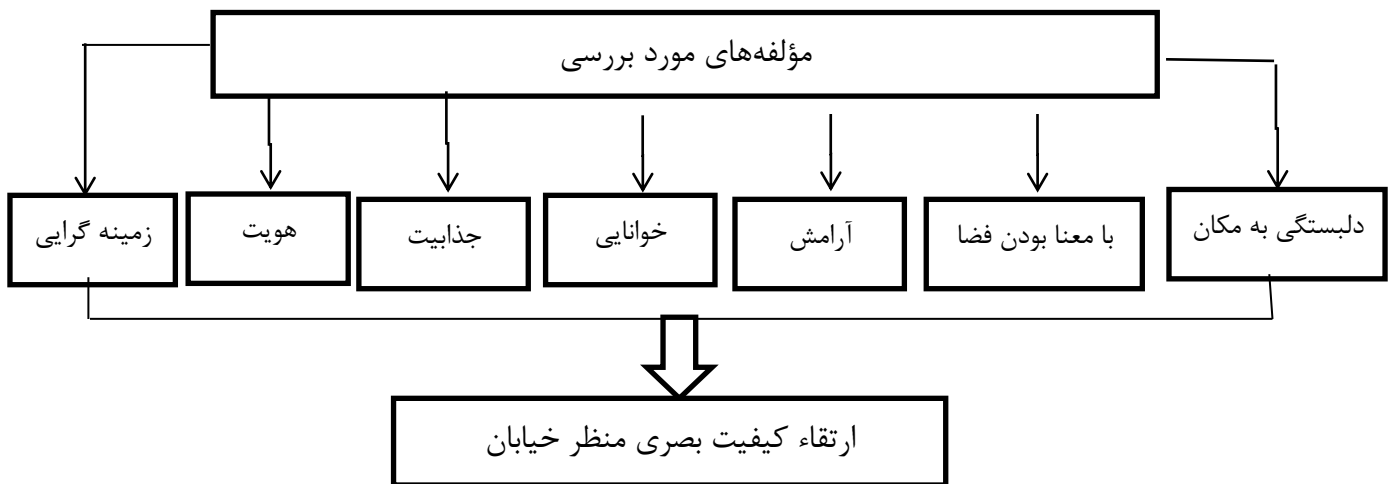 مؤلفه‌های مورد بررسی
دلبستگی به مکان
با معنا بودن فضا
آرامش
خوانایی
جذابیت
هویت
زمینه گرایی
ارتقاء کیفیت بصری منظر خیابان